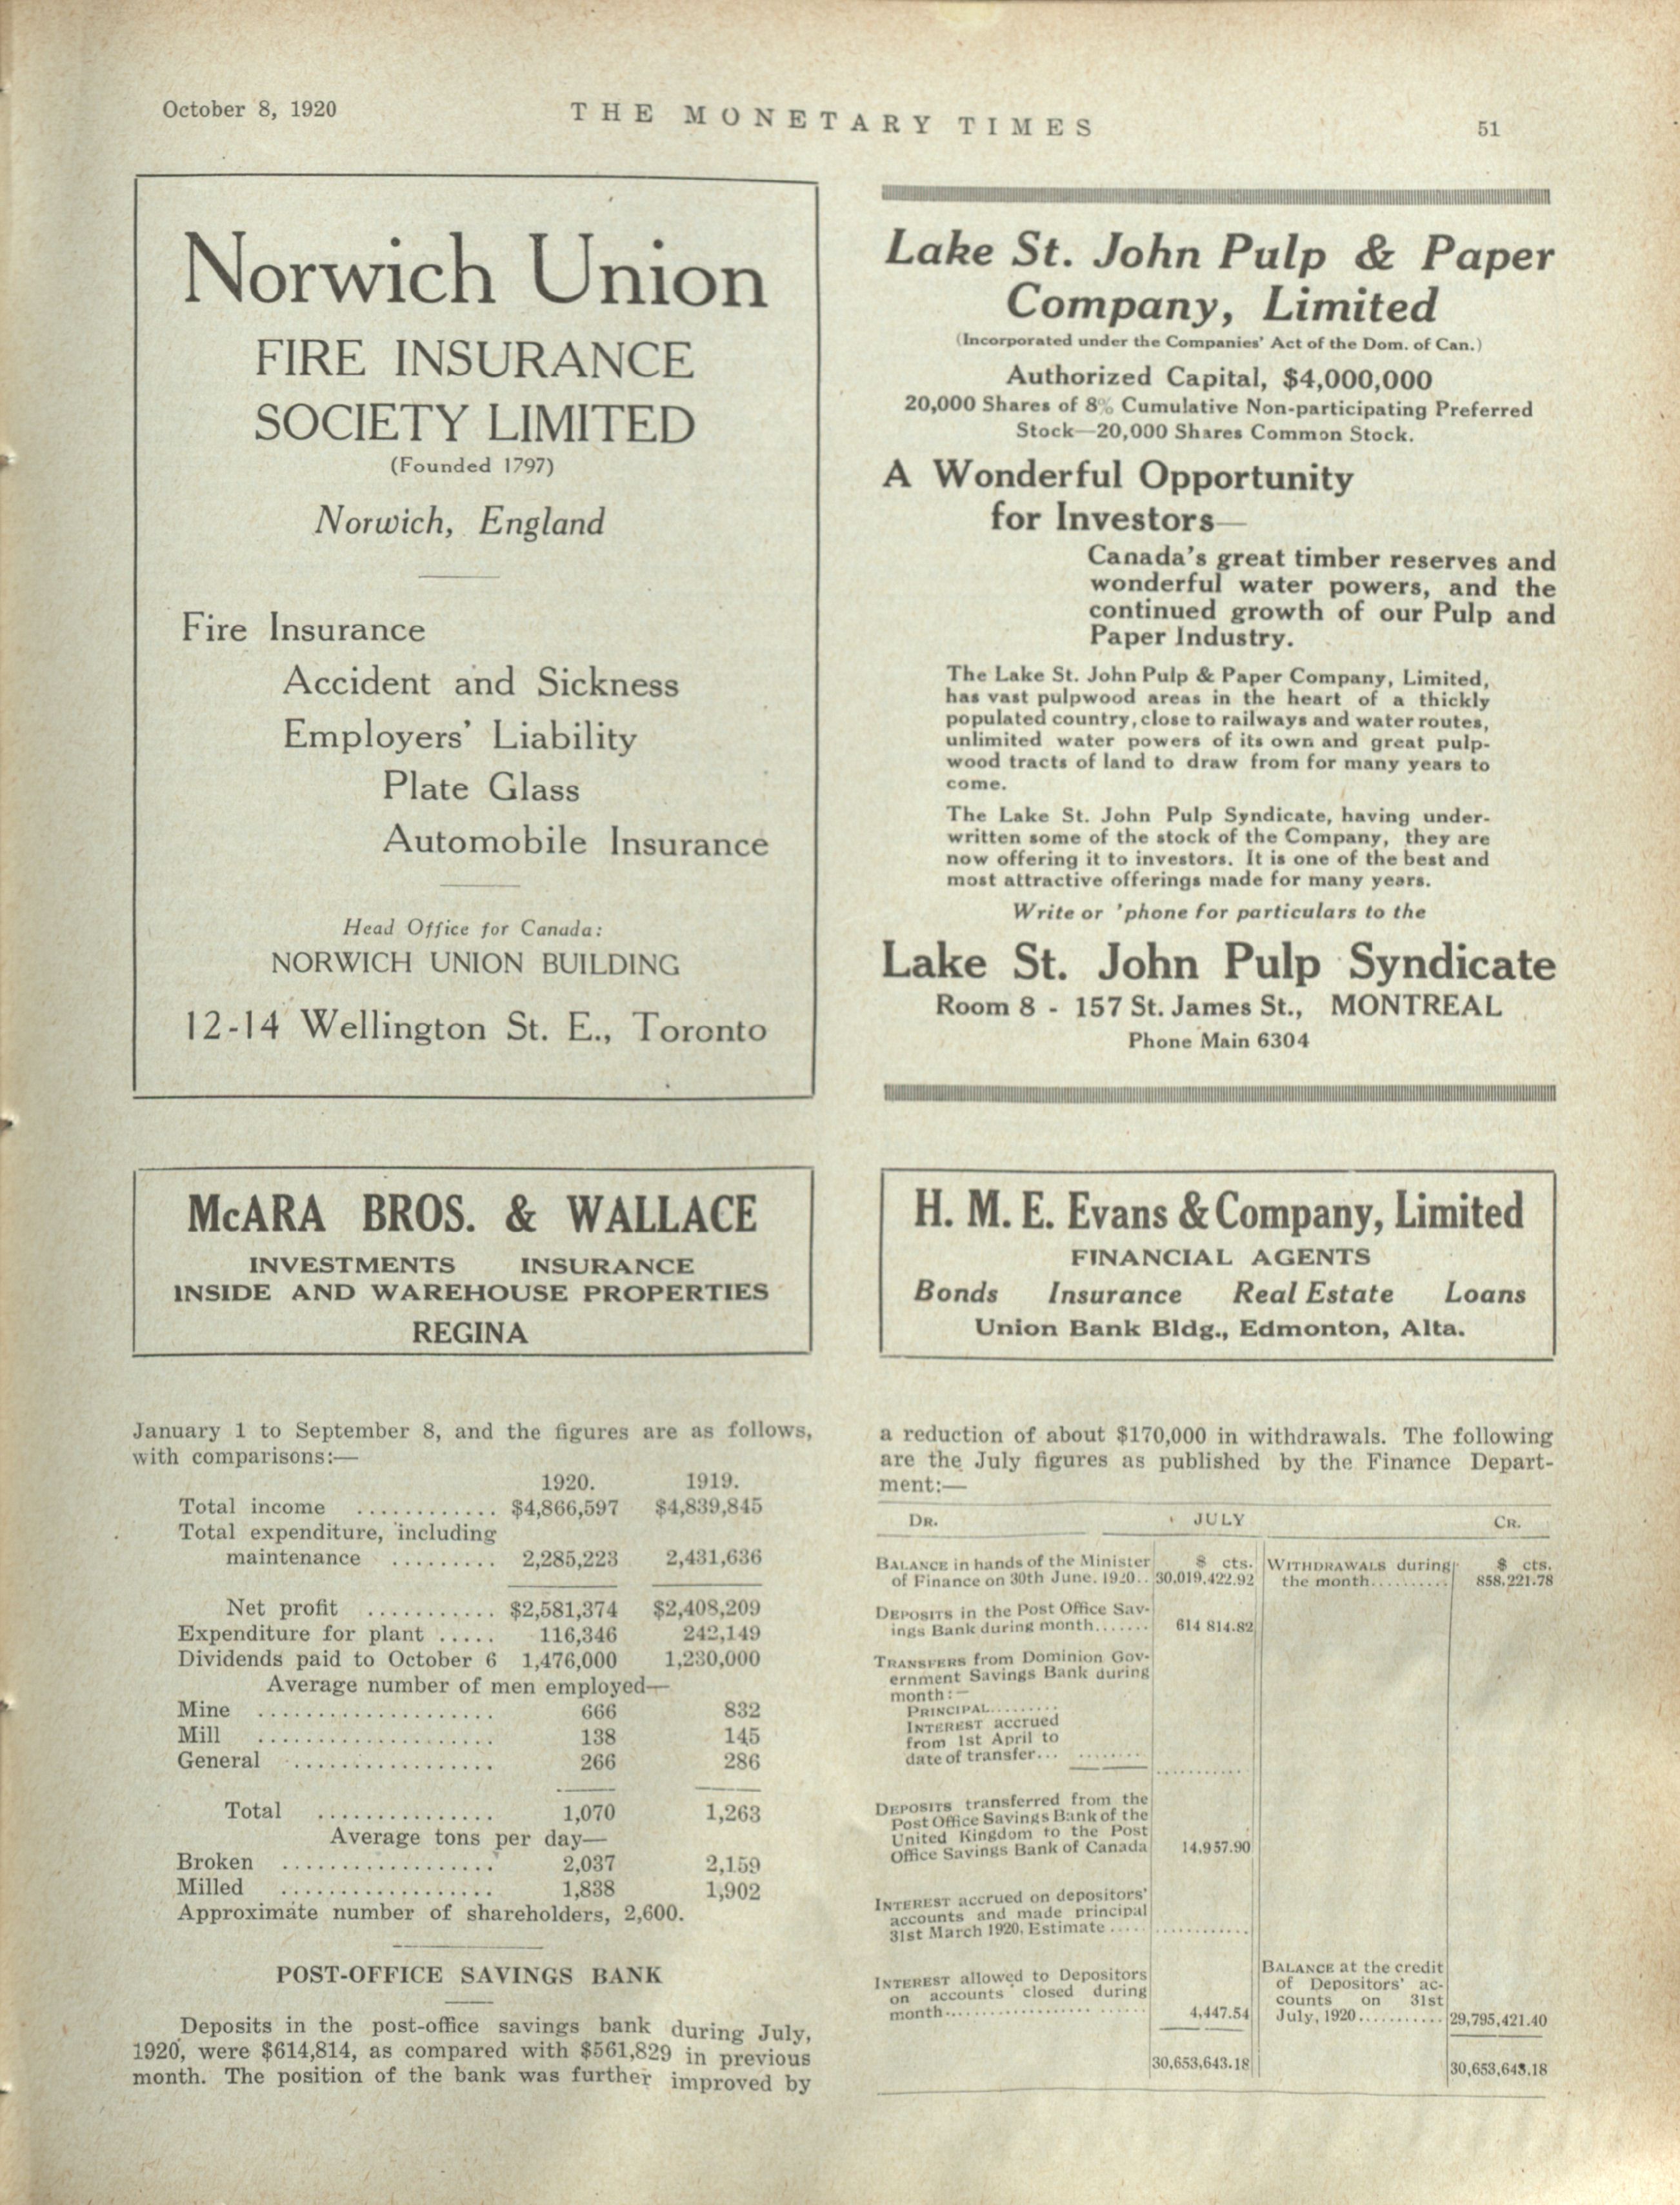 October 8, 1920
THE MONETARY TIMES
51
Norwich Union
FIRE INSURANCE
SOCIETY LIMITED
(Founded 1797)
Norwich, England
Fire Insurance
Accident and Sickness
Employers' Liability
Plate Glass
Automobile Insurance
Head Office for Canada:
NORWICH UNION BUILDING
12-14 Wellington St. E., Toronto
Lake St. John Pulp & Paper
Company, Limited
(Incorporated under the Companies' Act of the Dom. of Can.)
Authorized Capital, $4,000,000
20,000 Shares of 8% Cumulative Non-participating Preferred
Stock—20,000 Shares Common Stock.
A Wonderful Opportunity
for Investors—
Canada's great timber reserves and
wonderful water powers, and the
continued growth of our Pulp and
Paper Industry.
The Lake St. John Pulp & Paper Company, Limited,
has vast pulpwood areas in the heart of a thickly
populated country, close to railways and water routes,
unlimited water powers of its own and great pulp-
wood tracts of land to draw from for many years to
come.
The Lake St. John Pulp Syndicate, having under-
written some of the stock of the Company, they are
now offering it to investors. It is one of the best and
most attractive offerings made for many years.
Write or 'phone for particulars to the
Lake St. John Pulp Syndicate
Room 8 - 157 St. James St., MONTREAL
Phone Main 6304
McARA BROS. & WALLACE
INVESTMENTS INSURANCE
INSIDE AND WAREHOUSE PROPERTIES
REGINA
H. M. E. Evans & Company, Limited
FINANCIAL AGENTS
Bonds Insurance Real Estate Loans
Union Bank Bldg., Edmonton, Alta.
January 1 to September 8, and the figures are as follows,
with comparisons:—
1920. 1919.
Total income ............ $4,866,597 $4,839,845
Total expenditure, including
maintenance ......... 2,285,223 2,431,636
Net profit ........... $2,581,374 $2,408,209
Expenditure for plant ..... 116,346 242,149
Dividends paid to October 6 1,476,000 1,230,000
Average number of men employed—
Mine .................... 666 832
Mill .................... 138 145
General ................. 266 286
Total ............... 1,070 1,263
Average tons per day—
Broken .................. 2,037 2,159
Milled .................. 1,838 1,902
Approximate number of shareholders, 2,600.
POST-OFFICE SAVINGS BANK
Deposits in the post-office savings bank during July,
1920, were $614,814, as compared with $561,829 in previous
month. The position of the bank was further improved by
a reduction of about $170,000 in withdrawals. The following
are the July figures as published by the Finance Depart-
ment:—
DR. JULY CR.
BALANCE in hands of the Minister $ cts.
of Finance on 30th June. 1920.. 30,019,422.92
DEPOSITS in the Post Office Sav-
ings Bank during month....... 614 814.82
TRANSFERS from Dominion Gov-
ernment Savings Bank during
month:—
PRINCIPAL.........
INTEREST accrued
from 1st April to
date of transfer... ........
DEPOSITS transferred from the
Post Office Savings Bank of the
United Kingdom to the Post
Office Savings Bank of Canada 14,957.90
INTEREST accrued on depositors'
accounts and made principal
31st March 1920. Estimate .....
INTEREST allowed to Depositors
on accounts closed during
month.................... 4,447.54
30,653,643.18
WITHDRAWALS during $ cts.
the month.......... 858,221.78
BALANCE at the credit
of Depositors' ac-
counts on 31st
July, 1920........... 29,795,421.40
30,653,643.18